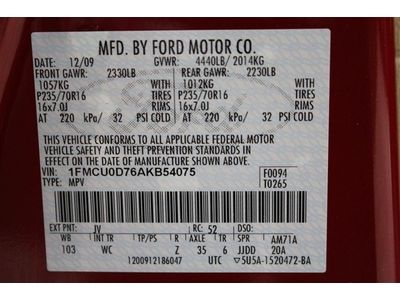 MFD. BY FORD MOTOR CO.
DATE: 12/09 GVWR: 4440LB/ 2014KG
FRONT GAWR: 2330LB REAR GAWR: 2230LB
1057KG WITH 1012KG WITH
P235/70R16 TIRES P235/70R16 TIRES
16x7.0J RIMS 16x7.0J RIMS
AT 220 kPa/ 32 PSI COLD AT 220 kPa/ 32 PSI COLD
THIS VEHICLE CONFORMS TO ALL APPLICABLE FEDERAL MOTOR
VEHICLE SAFETY AND BUMPER STANDARDS AND THEFT PREVENTION STANDARDS IN
EFFECT ON THE DATE OF MANUFACTURE SHOWN ABOVE.
VIN: 1FMCU0D76AKB54075 F0094
TYPE: MPV T0265
EXT PNT: JV RC: 52 DSO:
WB INT TR TP/PS R AXLE TR SPR AM71A
103 WC Z 35 6 JJDD 20A
1200912186047 UTC 5U5A-1520472-BA